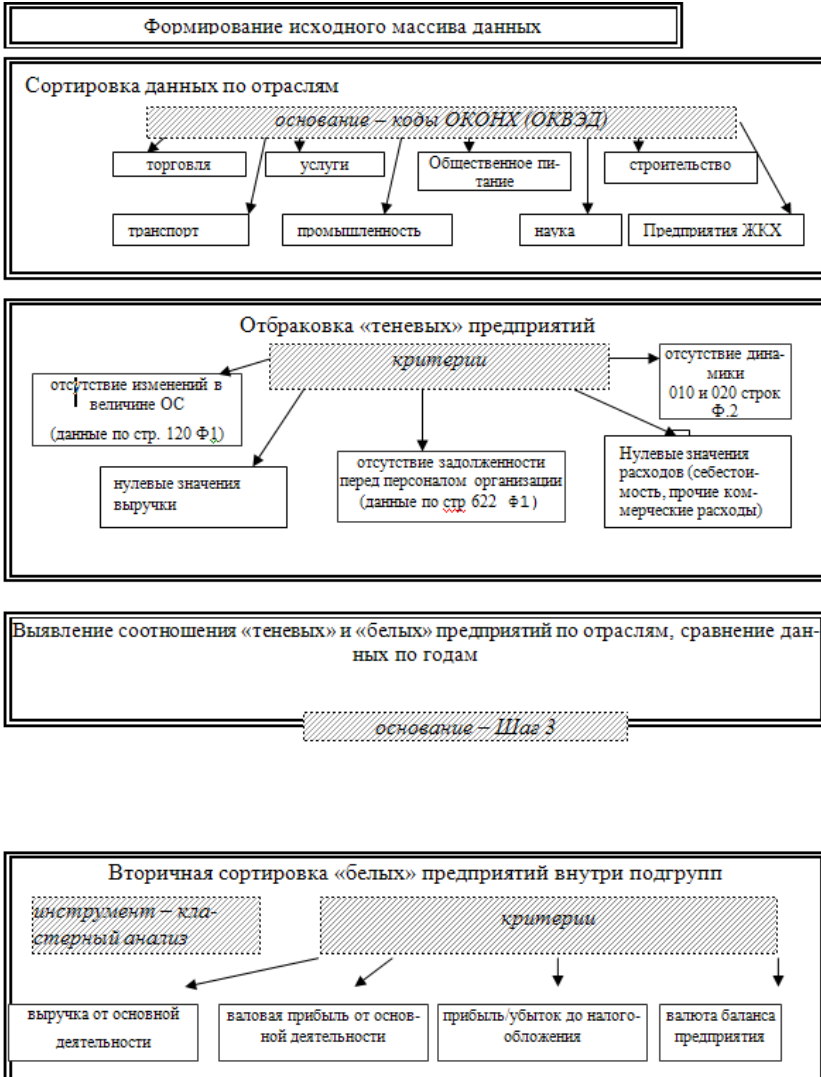 Формирование исходного массива данных
Сортировка данных по отраслям
основание – коды ОКОНХ (ОКВЭД)
торговля
услуги
Общественное пи-
тание
строительство
транспорт
промышленность
наука
Предприятия ЖКХ
Отбраковка «теневых» предприятий
критерии
отсутствие изменений в
величине ОС
(данные по стр. 120 Ф1)
отсутствие дина-
мики
010 и 020 строк
Ф.2
нулевые значения
выручки
отсутствие задолженности
перед персоналом организации
(данные по стр 622 Ф1)
Нулевые значения
расходов (себестои-
мость, прочие ком-
мерческие расходы)
Выявление соотношения «теневых» и «белых» предприятий по отраслям, сравнение дан-
ных по годам
основание – Шаг 3
Вторичная сортировка «белых» предприятий внутри подгрупп
инструмент – кла-
стерный анализ
критерии
выручка от основной
деятельности
валовая прибыль от основ-
ной деятельности
прибыль/убыток до налого-
обложения
валюта баланса
предприятия